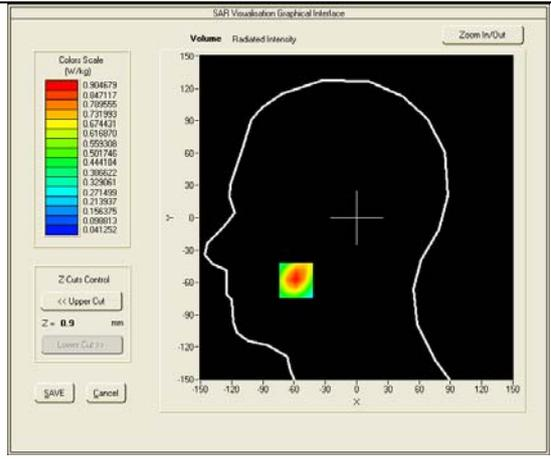 SAR Visualisation Graphical Interface
Volume Radiated Intensity
Zoom In/Out
Colors Scale
(W/kg)
0.904679
0.847117
0.789555
0.731993
0.674431
0.616870
0.559308
0.501746
0.444184
0.386622
0.329061
0.271499
0.213937
0.156375
0.098813
0.041252
Z Cuts Control
<< Upper Cut
Z = 0.9 mm
Lower Cut >>
SAVE Cancel
150
120
90
60
30
0
-30
-60
-90
-120
-150
Y
-150 -120 -90 -60 -30 0 30 60 90 120 150
X